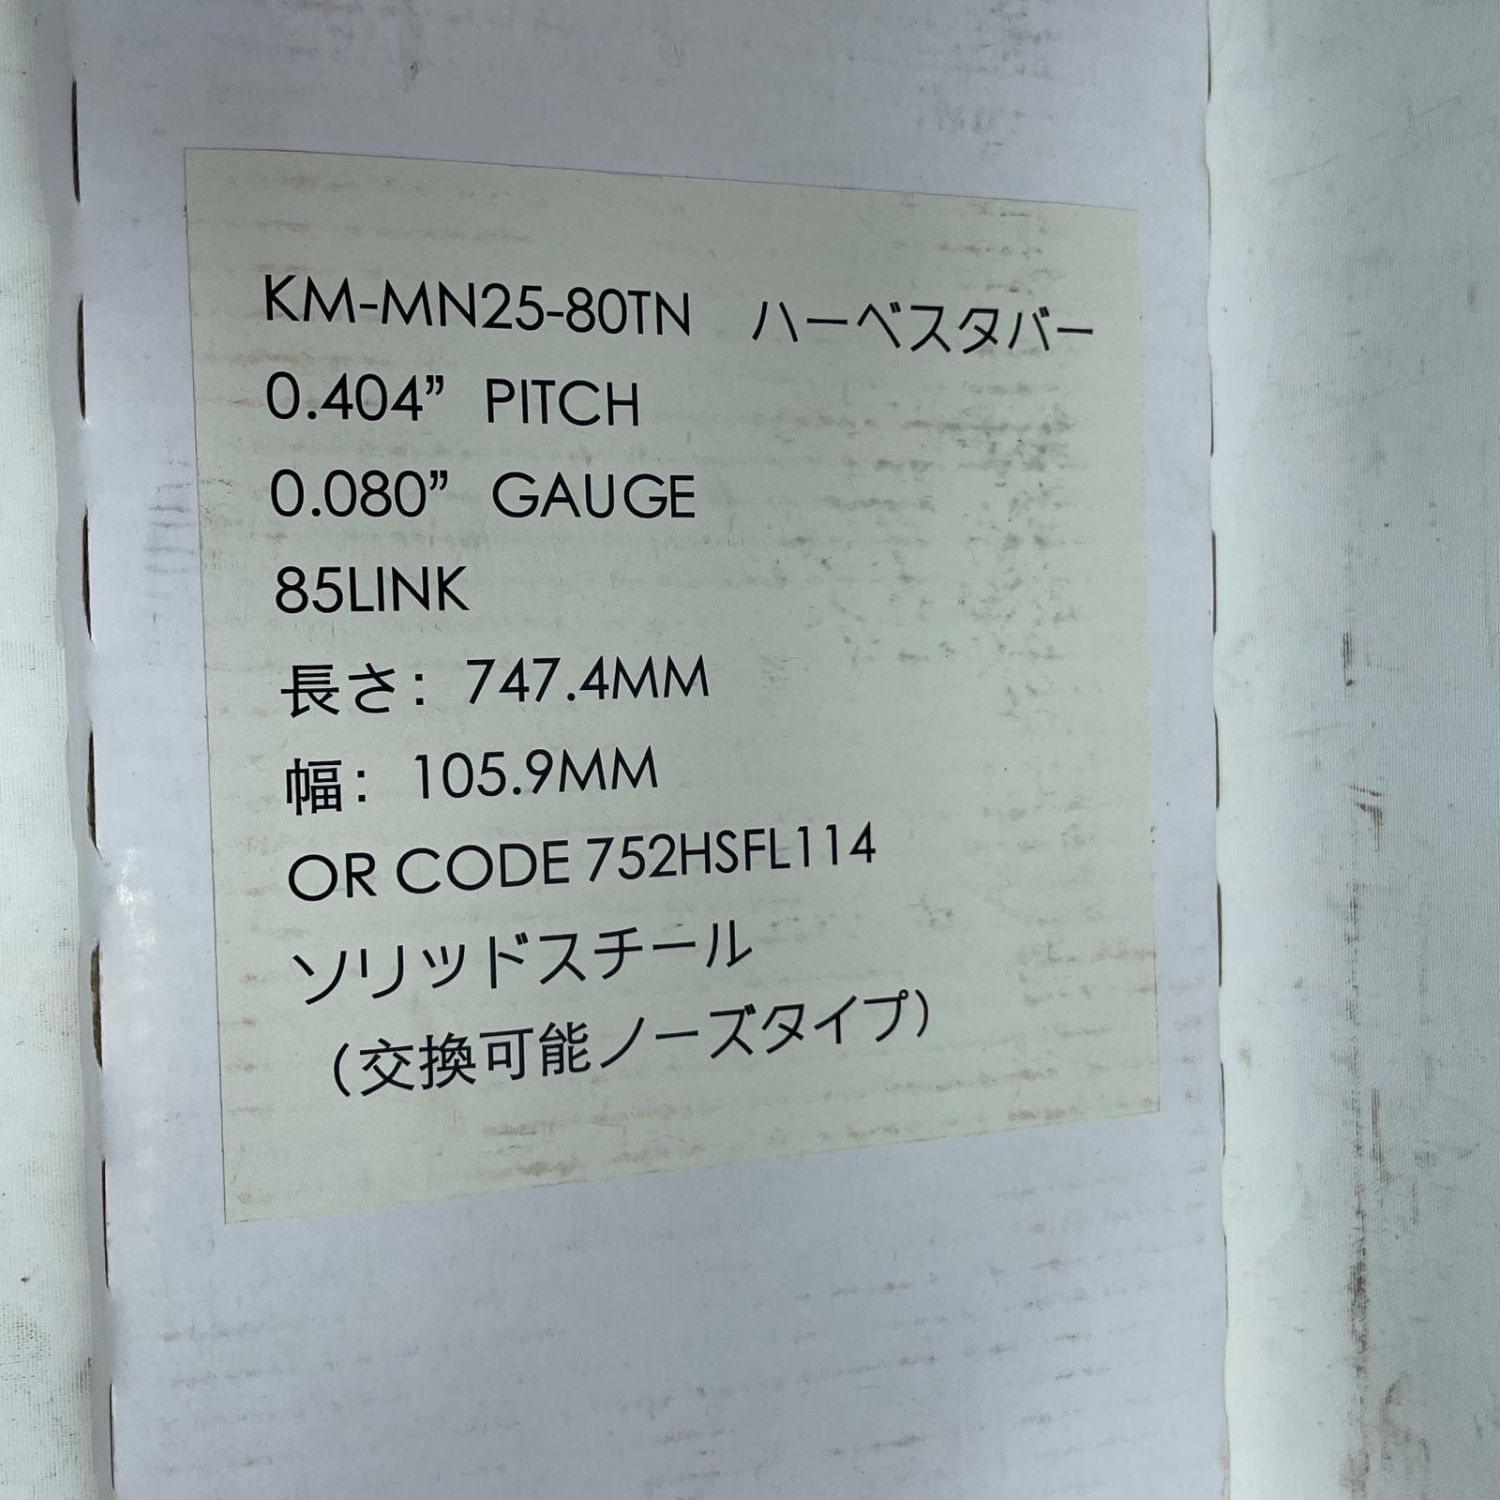 KM-MN25-80TN　ハーベスタバー
0.404” PITCH
0.080” GAUGE
85LINK
長さ：747.4MM
幅：105.9MM
OR CODE 752HSFL114
ソリッドスチール
（交換可能ノーズタイプ）